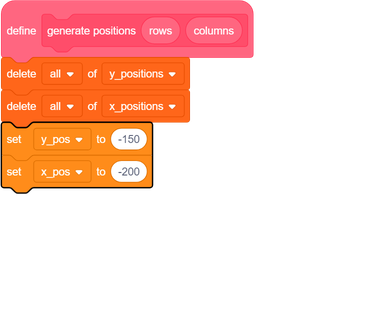 define generate positions rows columns
delete all of y_positions
delete all of x_positions
set y_pos to -150
set x_pos to -200